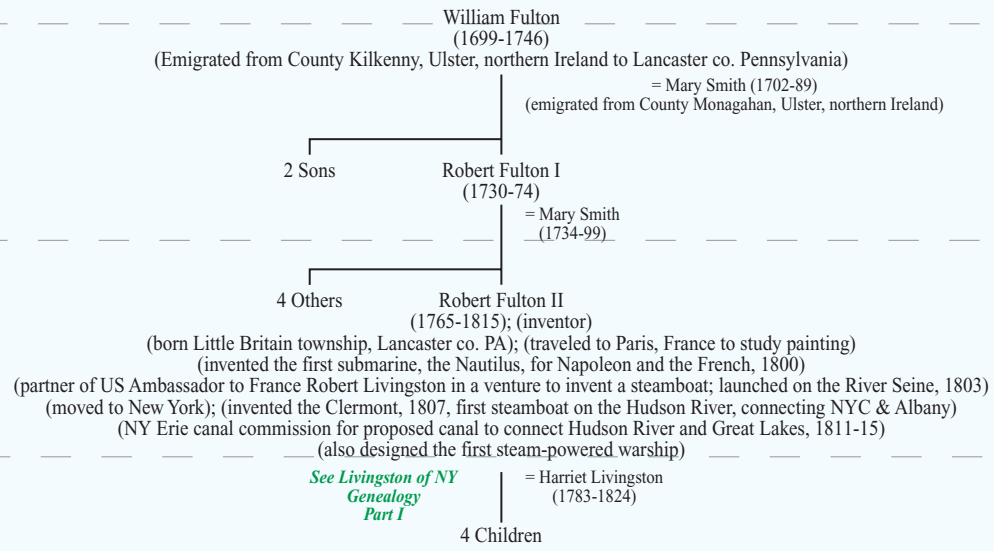 William Fulton
(1699-1746)
(Emigrated from County Kilkenny, Ulster, northern Ireland to Lancaster co. Pennsylvania)
= Mary Smith (1702-89)
(emigrated from County Monagahan, Ulster, northern Ireland)
2 Sons
Robert Fulton I
(1730-74)
= Mary Smith
(1734-99)
4 Others
Robert Fulton II
(1765-1815); (inventor)
(born Little Britain township, Lancaster co. PA); (traveled to Paris, France to study painting)
(invented the first submarine, the Nautilus, for Napoleon and the French, 1800)
(partner of US Ambassador to France Robert Livingston in a venture to invent a steamboat; launched on the River Seine, 1803)
(moved to New York); (invented the Clermont, 1807, first steamboat on the Hudson River, connecting NYC & Albany)
(NY Erie canal commission for proposed canal to connect Hudson River and Great Lakes, 1811-15)
(also designed the first steam-powered warship)
See Livingston of NY
Genealogy
Part I
= Harriet Livingston
(1783-1824)
4 Children